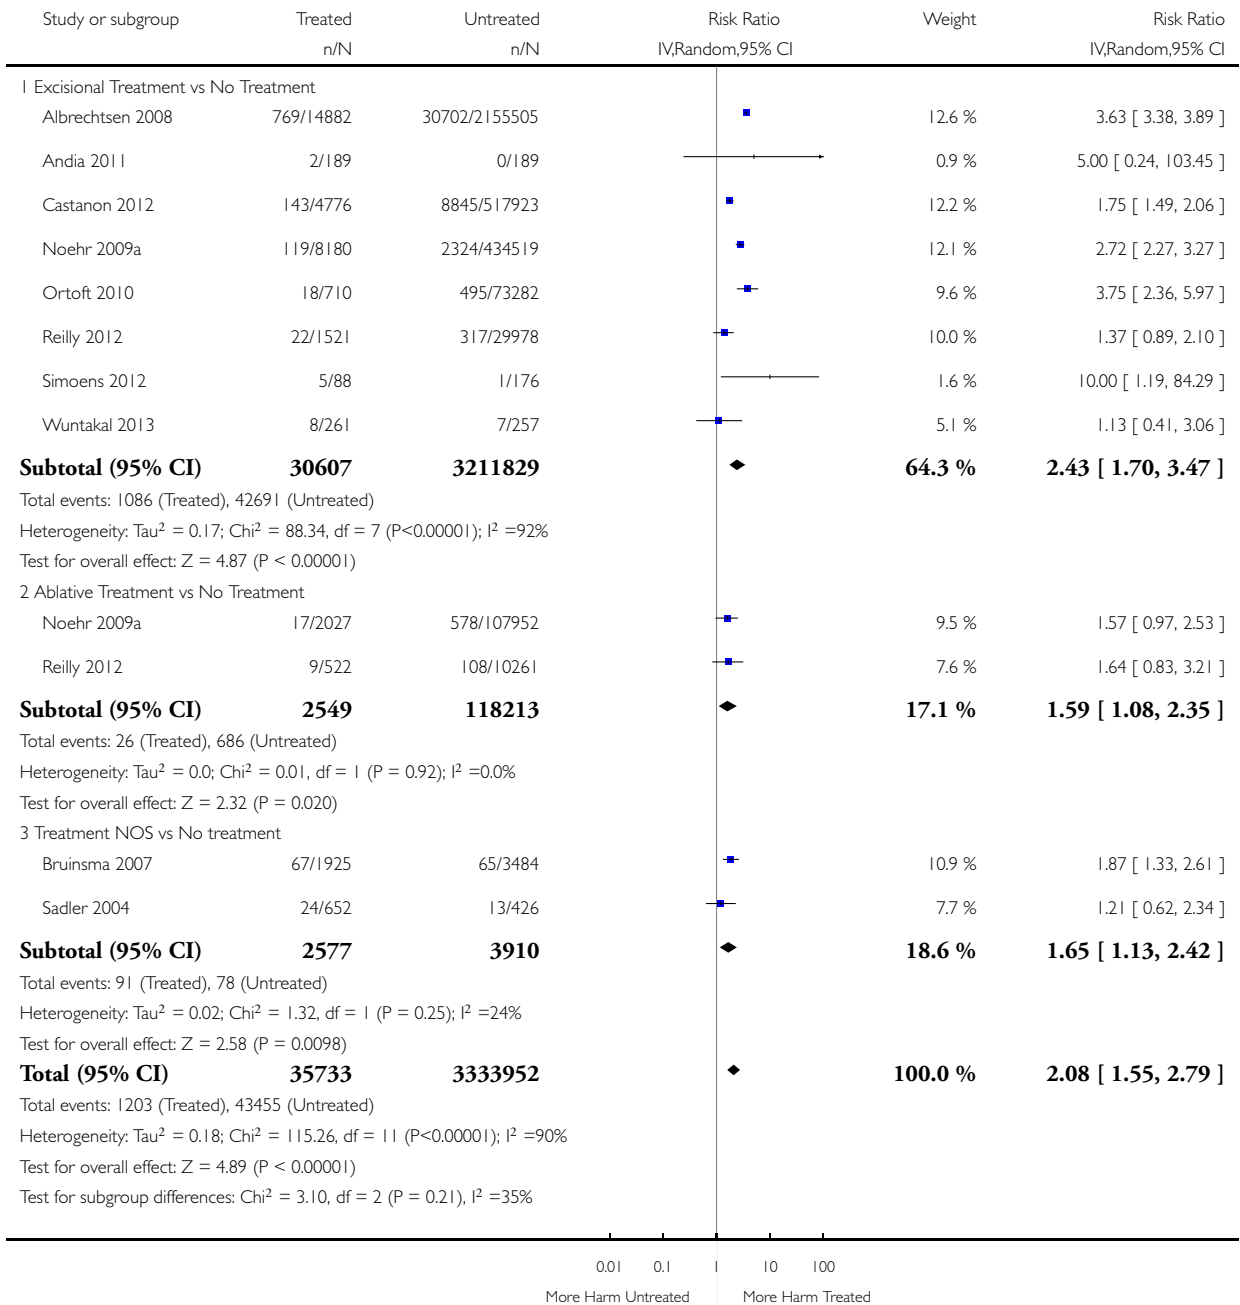 Study or subgroup Treated Untreated Risk Ratio Weight Risk Ratio
n/N n/N IV,Random,95% CI IV,Random,95% CI
1 Excisional Treatment vs No Treatment
Albrechtsen 2008 769/14882 30702/2155505 12.6 % 3.63 [ 3.38, 3.89 ]
Andia 2011 2/189 0/189 0.9 % 5.00 [ 0.24, 103.45 ]
Castanon 2012 143/4776 8845/517923 12.2 % 1.75 [ 1.49, 2.06 ]
Noehr 2009a 119/8180 2324/434519 12.1 % 2.72 [ 2.27, 3.27 ]
Ortoft 2010 18/710 495/73282 9.6 % 3.75 [ 2.36, 5.97 ]
Reilly 2012 22/1521 317/29978 10.0 % 1.37 [ 0.89, 2.10 ]
Simoens 2012 5/88 1/176 1.6 % 10.00 [ 1.19, 84.29 ]
Wuntakal 2013 8/261 7/257 5.1 % 1.13 [ 0.41, 3.06 ]
Subtotal (95% CI) 30607 3211829 64.3 % 2.43 [ 1.70, 3.47 ]
Total events: 1086 (Treated), 42691 (Untreated)
Heterogeneity: Tau² = 0.17; Chi² = 88.34, df = 7 (P<0.00001); I² =92%
Test for overall effect: Z = 4.87 (P < 0.00001)
2 Ablative Treatment vs No Treatment
Noehr 2009a 17/2027 578/107952 9.5 % 1.57 [ 0.97, 2.53 ]
Reilly 2012 9/522 108/10261 7.6 % 1.64 [ 0.83, 3.21 ]
Subtotal (95% CI) 2549 118213 17.1 % 1.59 [ 1.08, 2.35 ]
Total events: 26 (Treated), 686 (Untreated)
Heterogeneity: Tau² = 0.0; Chi² = 0.01, df = 1 (P = 0.92); I² =0.0%
Test for overall effect: Z = 2.32 (P = 0.020)
3 Treatment NOS vs No treatment
Bruinsma 2007 67/1925 65/3484 10.9 % 1.87 [ 1.33, 2.61 ]
Sadler 2004 24/652 13/426 7.7 % 1.21 [ 0.62, 2.34 ]
Subtotal (95% CI) 2577 3910 18.6 % 1.65 [ 1.13, 2.42 ]
Total events: 91 (Treated), 78 (Untreated)
Heterogeneity: Tau² = 0.02; Chi² = 1.32, df = 1 (P = 0.25); I² =24%
Test for overall effect: Z = 2.58 (P = 0.0098)
Total (95% CI) 35733 3333952 100.0 % 2.08 [ 1.55, 2.79 ]
Total events: 1203 (Treated), 43455 (Untreated)
Heterogeneity: Tau² = 0.18; Chi² = 115.26, df = 11 (P<0.00001); I² =90%
Test for overall effect: Z = 4.89 (P < 0.00001)
Test for subgroup differences: Chi² = 3.10, df = 2 (P = 0.21), I² =35%
0.01 0.1 1 10 100
More Harm Untreated More Harm Treated